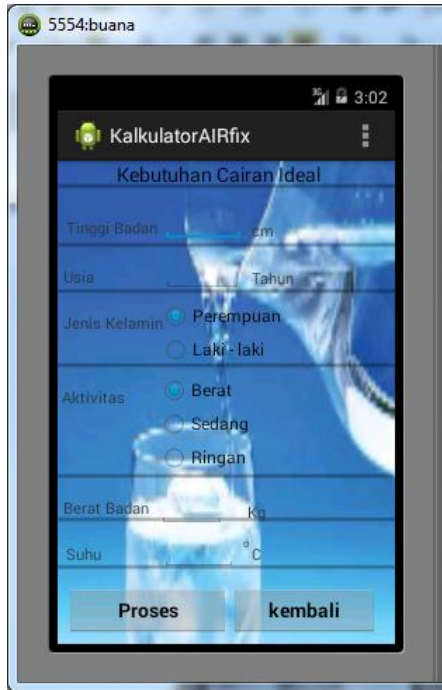 5554:buana
3G 3:02
KalkulatorAIRfix
Kebutuhan Cairan Ideal
Tinggi Badan cm
Usia Tahun
Jenis Kelamin Perempuan
Laki - laki
Aktivitas Berat
Sedang
Ringan
Berat Badan Kg
Suhu °C
Proses kembali